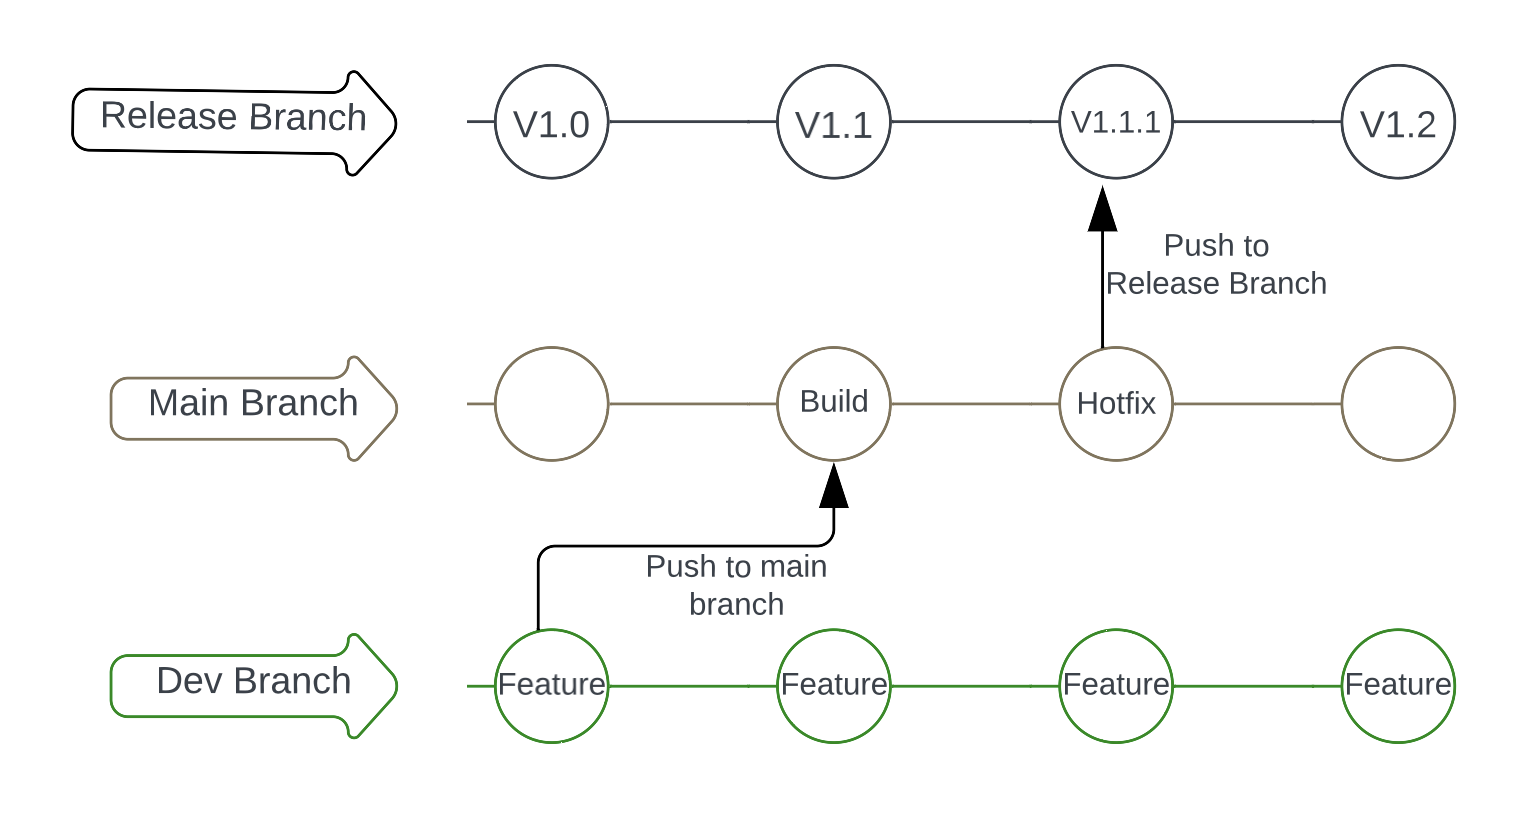 Release Branch
V1.0
V1.1
V1.1.1
V1.2
Push to
Release Branch
Main Branch
Build
Hotfix
Push to main
branch
Dev Branch
Feature
Feature
Feature
Feature